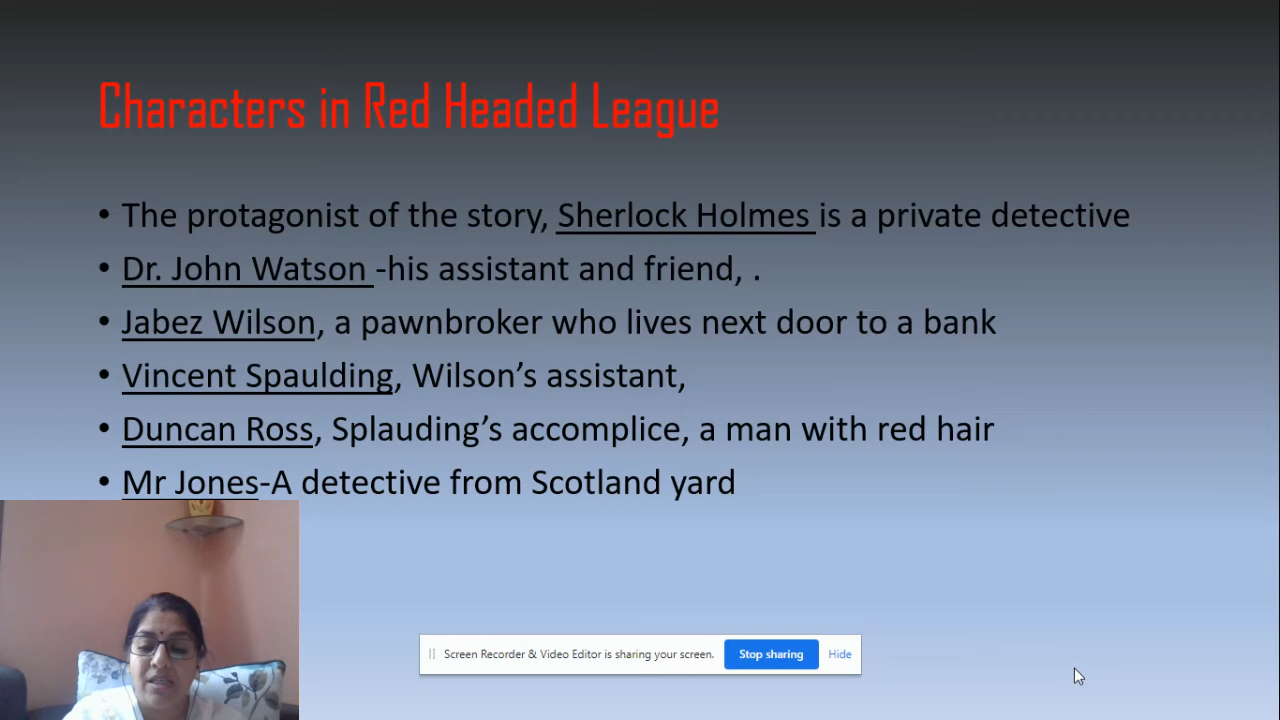 Characters in Red Headed League
• The protagonist of the story, Sherlock Holmes is a private detective
• Dr. John Watson -his assistant and friend, .
• Jabez Wilson, a pawnbroker who lives next door to a bank
• Vincent Spaulding, Wilson’s assistant,
• Duncan Ross, Splauding’s accomplice, a man with red hair
• Mr Jones-A detective from Scotland yard
Screen Recorder & Video Editor is sharing your screen. Stop sharing Hide